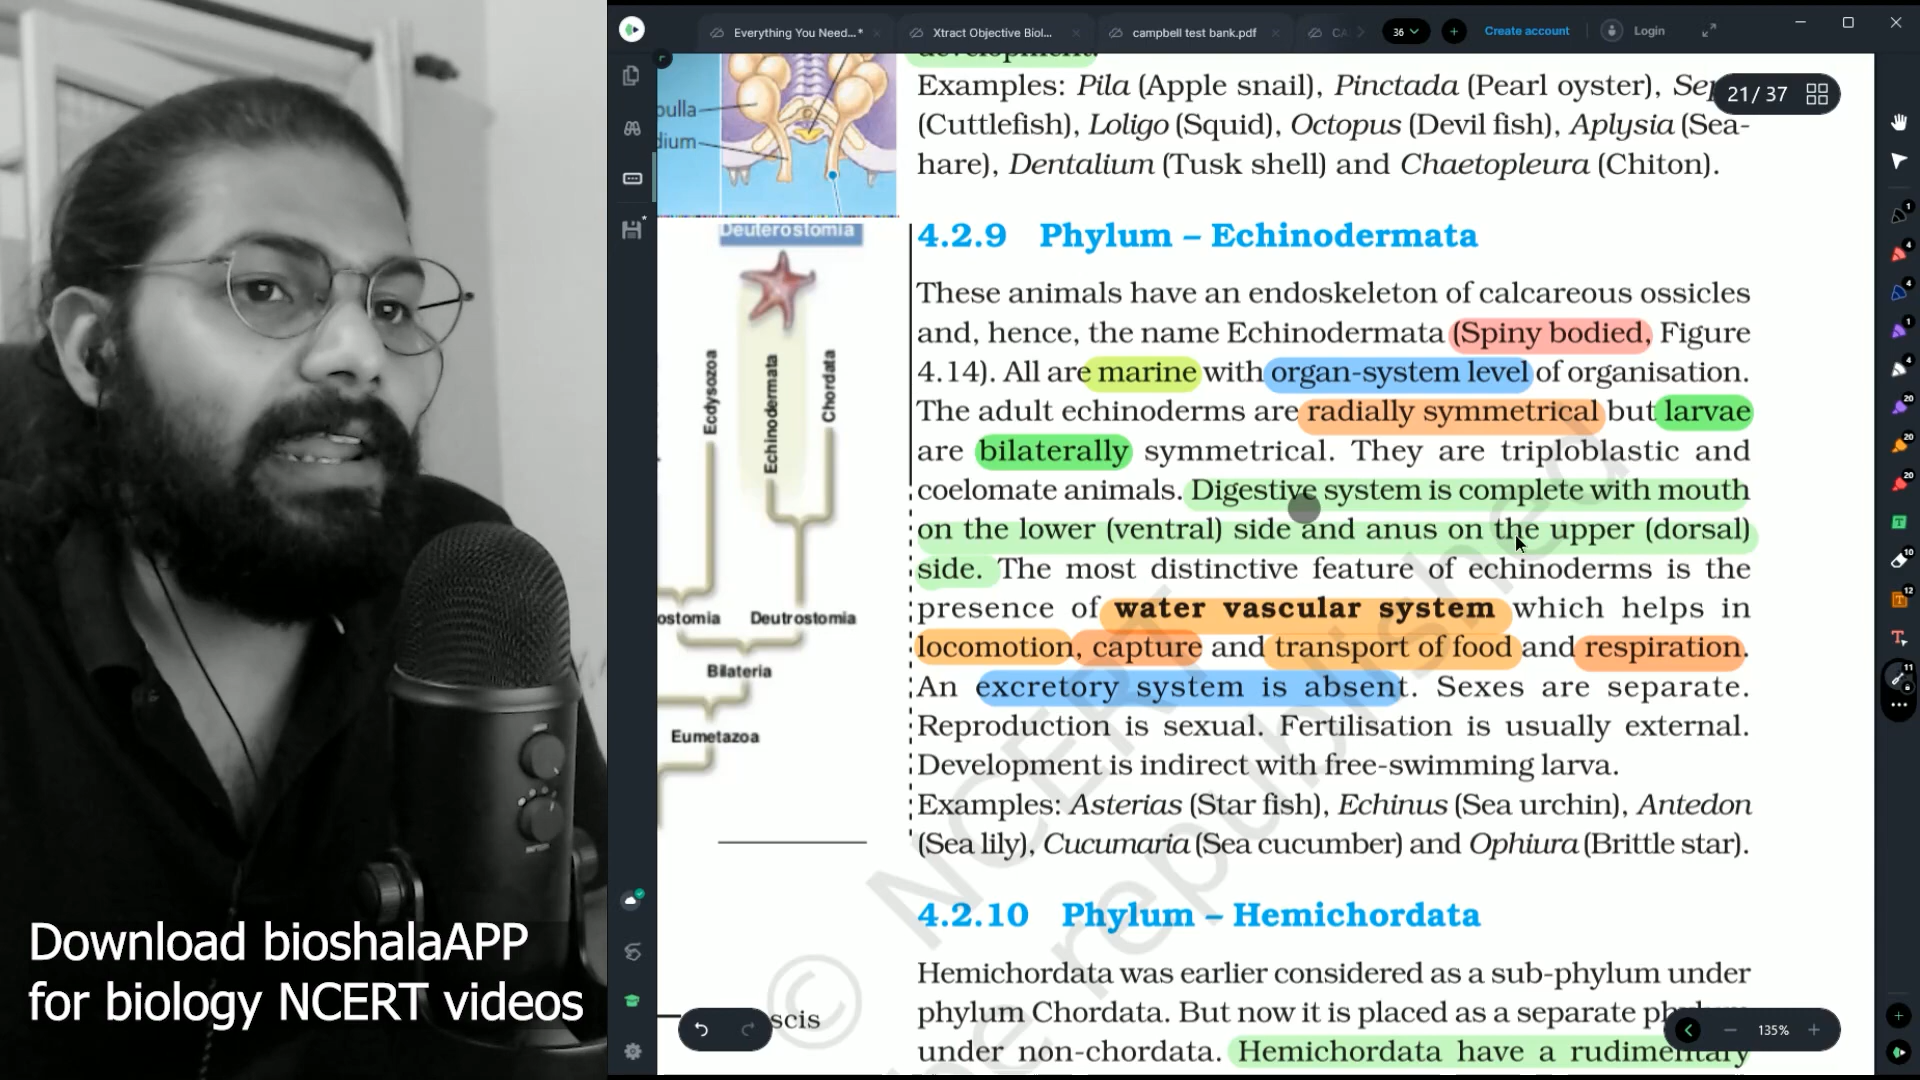 Everything You Need...*
Xtract Objective Biol...
campbell test bank.pdf
CA
36
Create account
Login
21/ 37
development.
Examples: Pila (Apple snail), Pinctada (Pearl oyster), Sep
(Cuttlefish), Loligo (Squid), Octopus (Devil fish), Aplysia (Sea-
hare), Dentalium (Tusk shell) and Chaetopleura (Chiton).
pulla
dium
4.2.9 Phylum – Echinodermata
These animals have an endoskeleton of calcareous ossicles
and, hence, the name Echinodermata (Spiny bodied, Figure
4.14). All are marine with organ-system level of organisation.
The adult echinoderms are radially symmetrical but larvae
are bilaterally symmetrical. They are triploblastic and
coelomate animals. Digestive system is complete with mouth
on the lower (ventral) side and anus on the upper (dorsal)
side. The most distinctive feature of echinoderms is the
presence of water vascular system which helps in
locomotion, capture and transport of food and respiration.
An excretory system is absent. Sexes are separate.
Reproduction is sexual. Fertilisation is usually external.
Development is indirect with free-swimming larva.
Examples: Asterias (Star fish), Echinus (Sea urchin), Antedon
(Sea lily), Cucumaria (Sea cucumber) and Ophiura (Brittle star).
4.2.10 Phylum – Hemichordata
Hemichordata was earlier considered as a sub-phylum under
phylum Chordata. But now it is placed as a separate phylum
under non-chordata. Hemichordata have a rudimentary
Deuterostomia
Ecdysozoa
Echinodermata
Chordata
ostomia
Deutrostomia
Bilateria
Eumetazoa
scis
© NCERT
be republished
135%
Download bioshalaAPP
for biology NCERT videos